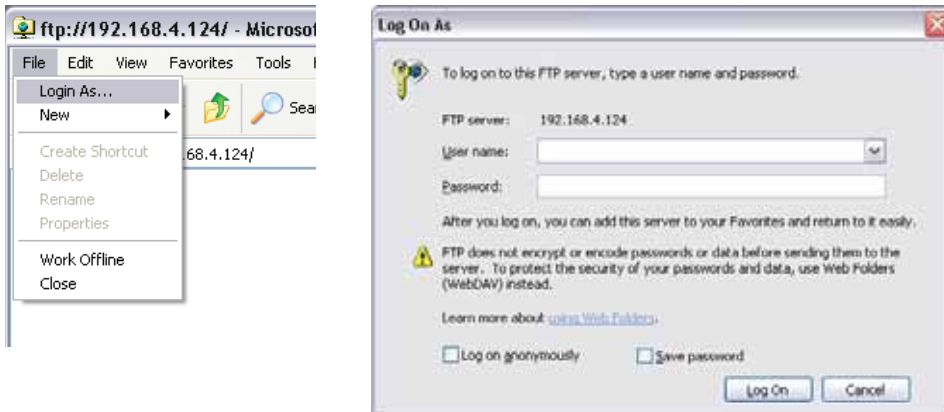 ftp://192.168.4.124/ - Microsof
File Edit View Favorites Tools
Login As...
New
Sea
Create Shortcut
.68.4.124/
Delete
Rename
Properties
Work Offline
Close
Log On As
To log on to this FTP server, type a user name and password.
FTP server: 192.168.4.124
User name:
Password:
After you log on, you can add this server to your Favorites and return to it easily.
FTP does not encrypt or encode passwords or data before sending them to the
server. To protect the security of your passwords and data, use Web Folders
(WebDAV) instead.
Learn more about using Web Folders.
Log on anonymously Save password
Log On Cancel